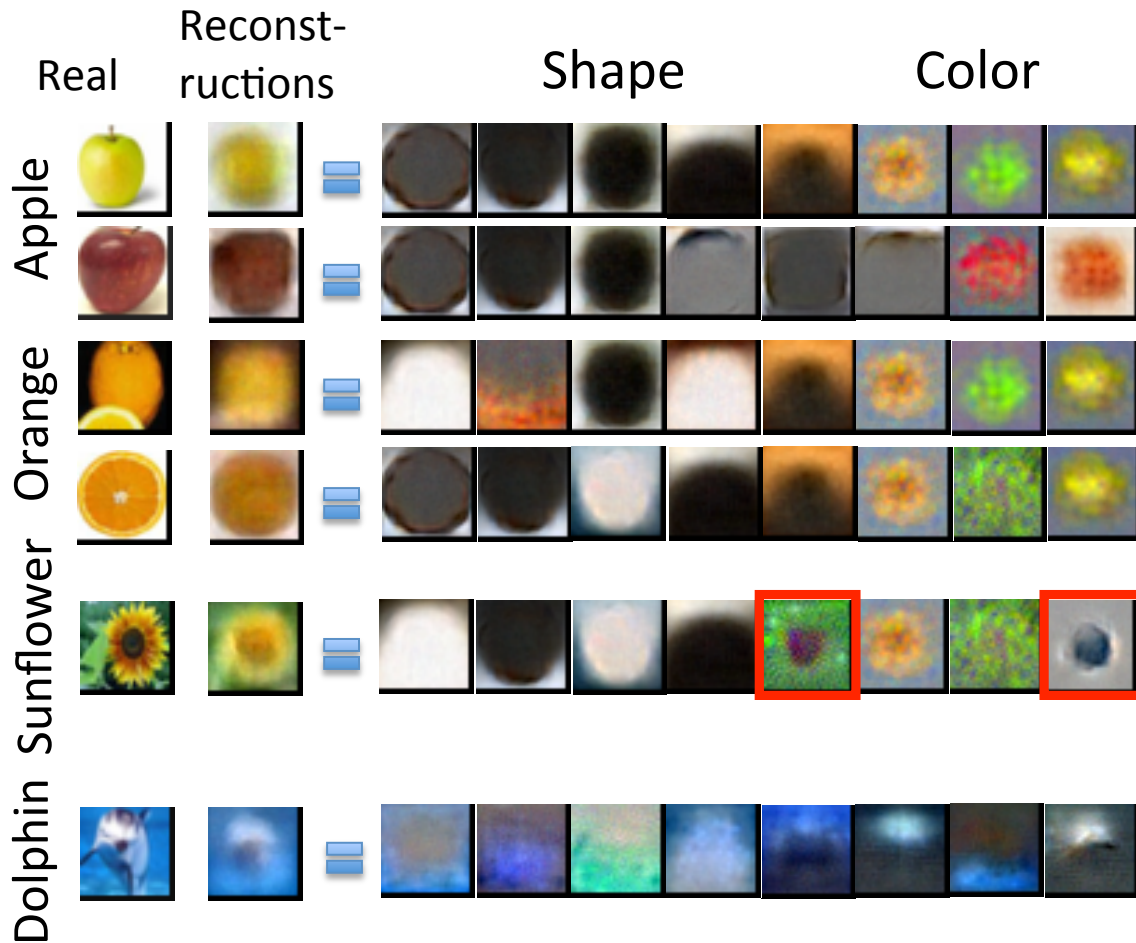 Reconst-
Real
ructions
Shape
Color
Apple
Orange
Sunflower
Dolphin